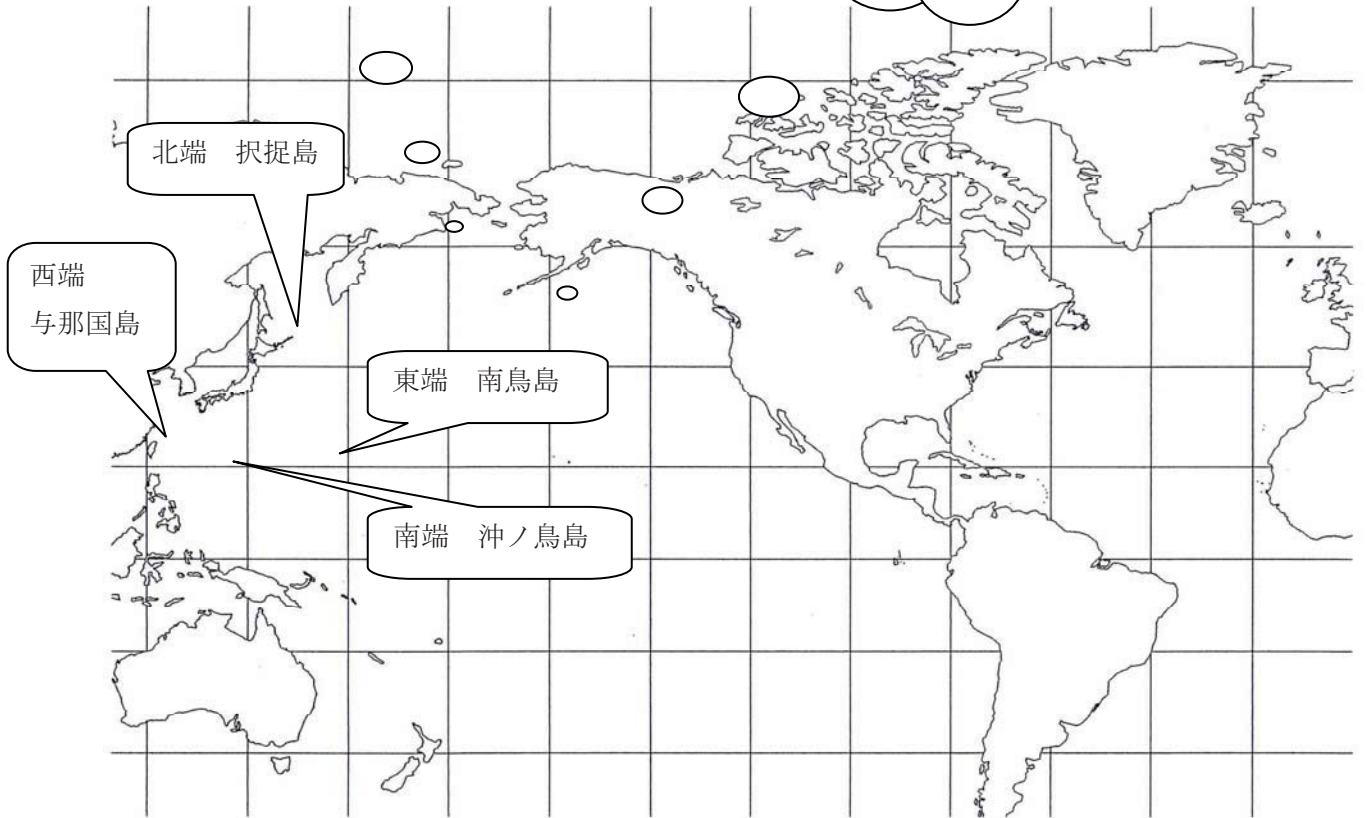 北端　択捉島
西端
与那国島
東端　南鳥島
南端　沖ノ鳥島